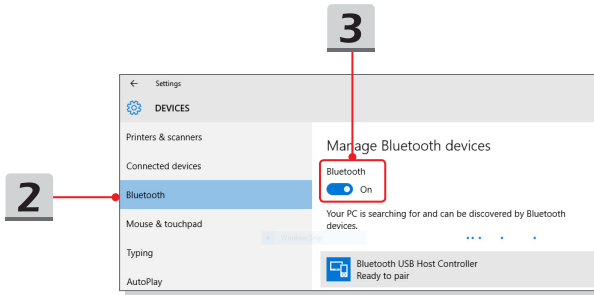 3
Settings
DEVICES
Printers & scanners
Manage Bluetooth devices
Connected devices
Bluetooth
2
Bluetooth
On
Your PC is searching for and can be discovered by Bluetooth
devices.
Mouse & touchpad
Typing
Bluetooth USB Host Controller
Ready to pair
AutoPlay